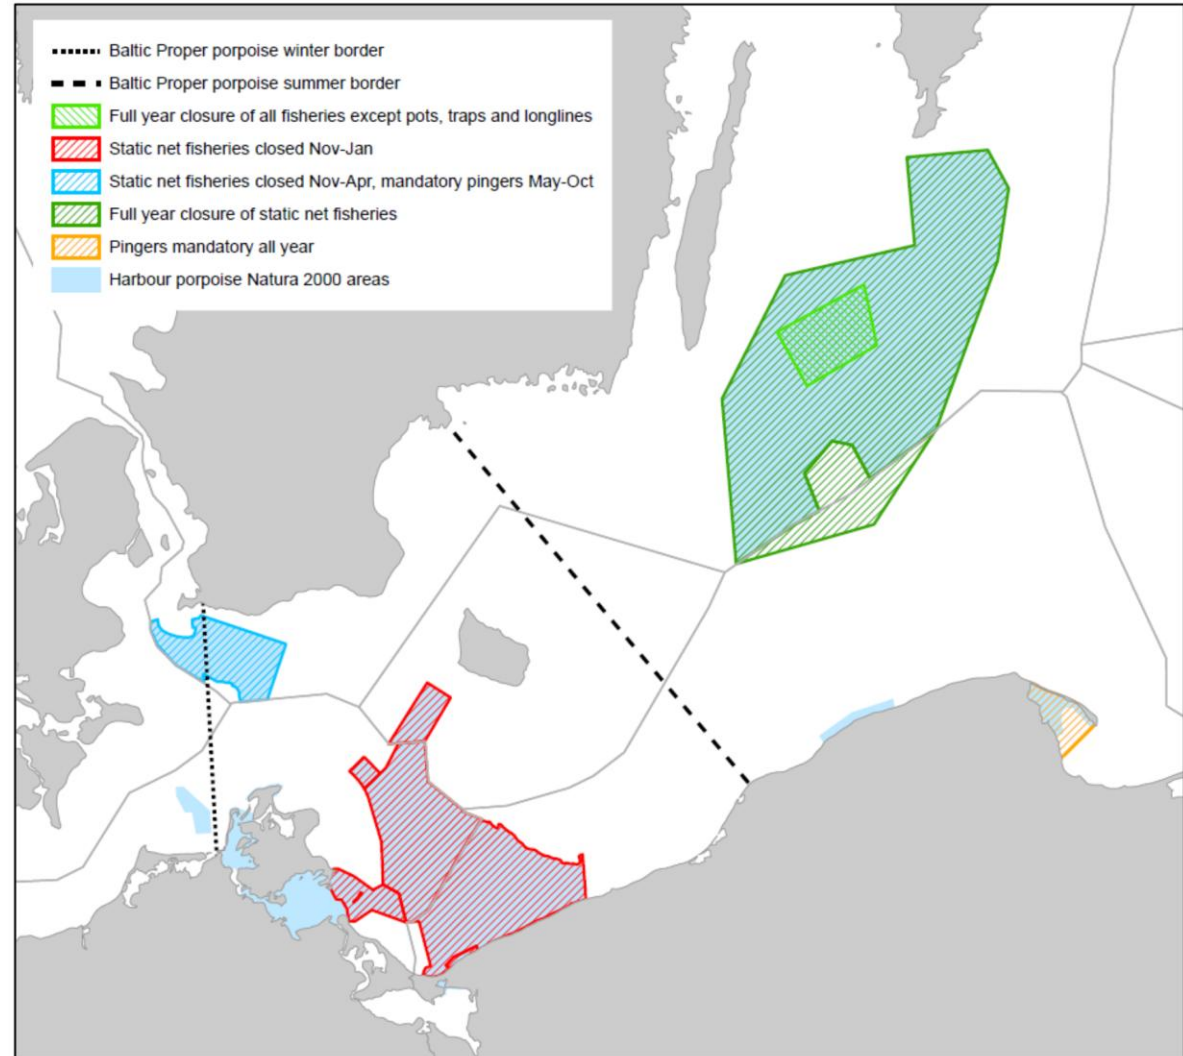 Baltic Proper porpoise winter border
Baltic Proper porpoise summer border
Full year closure of all fisheries except pots, traps and longlines
Static net fisheries closed Nov-Jan
Static net fisheries closed Nov-Apr, mandatory pingers May-Oct
Full year closure of static net fisheries
Pingers mandatory all year
Harbour porpoise Natura 2000 areas